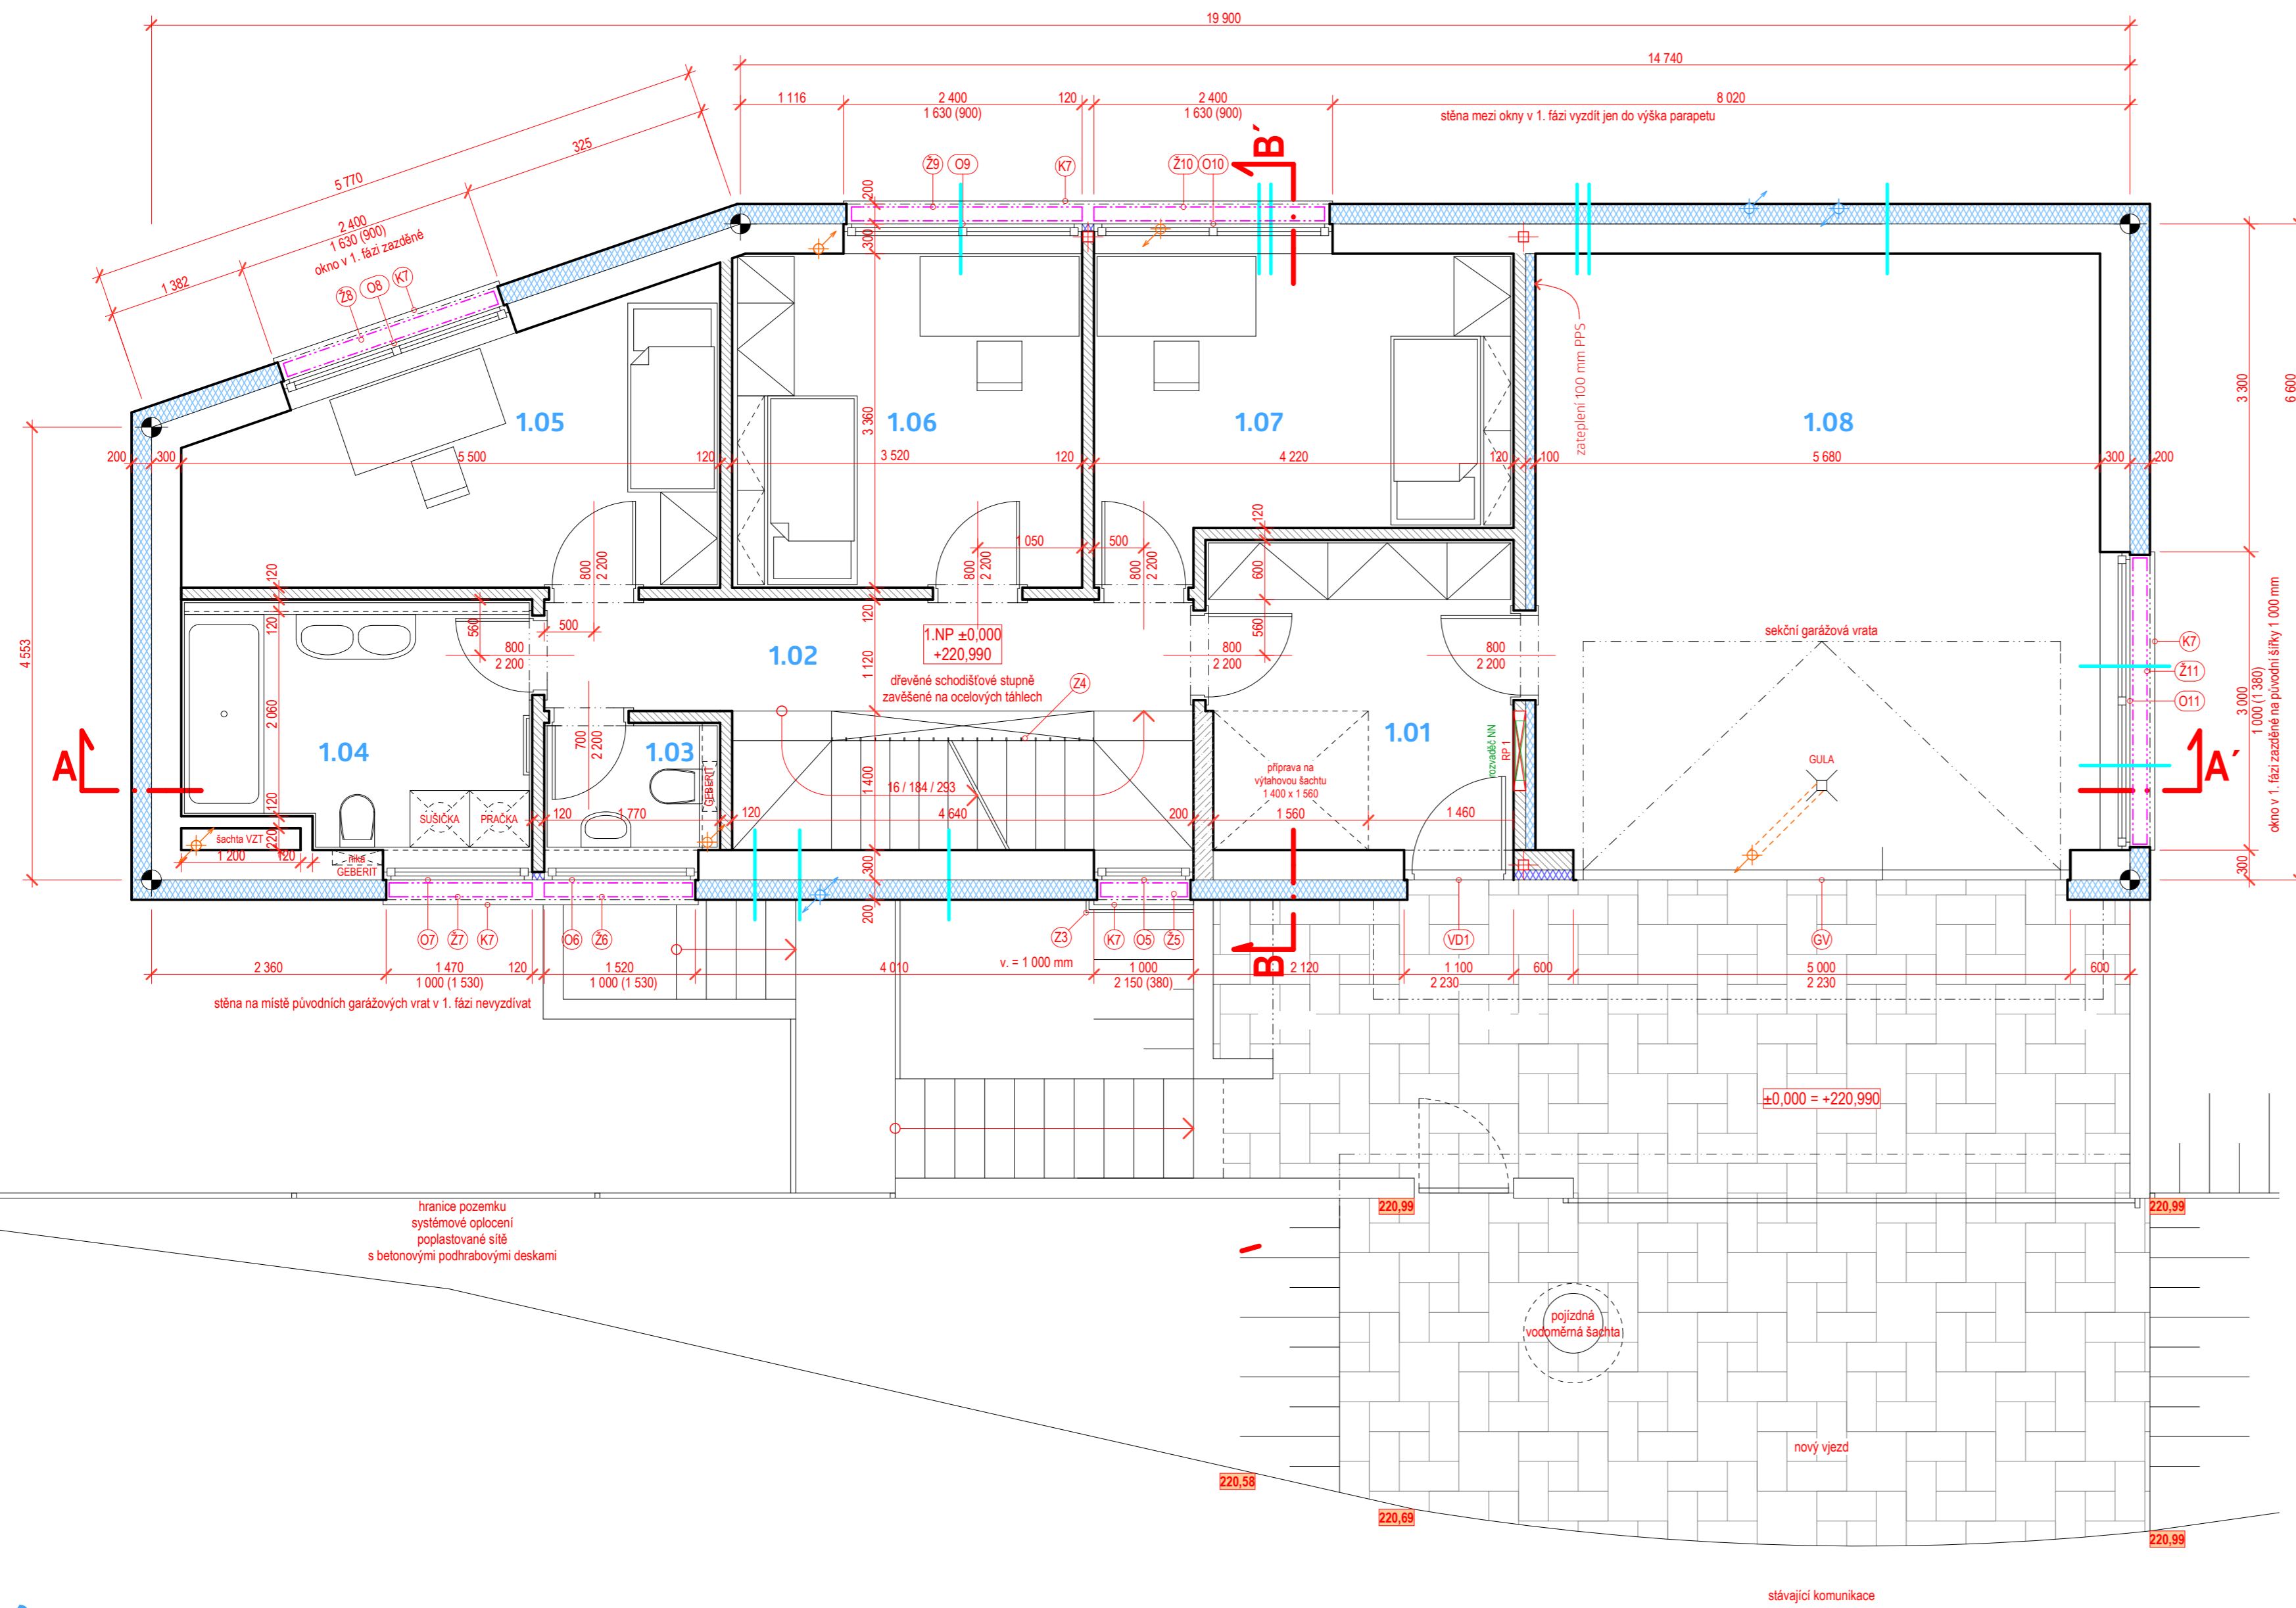 19 900
14 740
1 116
2 400
1 630 (900)
120
2 400
1 630 (900)
8 020
stěna mezi okny v 1. fázi vyzdít jen do výška parapetu
5 770
325
2 400
1 630 (900)
okno v 1. fázi zazděné
1 382
Ž8
O8
K7
Ž9
O9
K7
Ž10
O10
B´
200
300
zateplení 100 mm PPS
3 300
6 600
1.05
1.06
1.07
1.08
3 360
200
300
5 500
120
3 520
120
4 220
120
100
5 680
300
200
4 553
120
800
2 200
1 050
800
2 200
500
800
2 200
120
600
560
120
560
500
800
2 200
120
1 120
1.NP ±0,000
+220,990
1.02
dřevěné schodišťové stupně
zavěšené na ocelových táhlech
Z4
800
2 200
800
2 200
sekční garážová vrata
K7
Ž11
O11
3 000
1 000 (1 380)
okno v 1. fázi zazděné na původní šířky 1 000 mm
2 060
1.04
700
2 200
1.03
GEBERIT
1.01
rozvaděč NN
RP 1
GULA
A
A´
příprava na
výtahovou šachtu
1 400 x 1 560
1 400
16 / 184 / 293
SUŠIČKA
PRAČKA
120
120
1 770
120
4 640
200
1 560
1 460
šachta VZT
220
1 200
120
nika
GEBERIT
300
200
300
O7
Ž7
K7
O6
Ž6
Z3
K7
O5
Ž5
B
VD1
GV
2 360
1 470
1 000 (1 530)
120
1 520
1 000 (1 530)
4 010
v. = 1 000 mm
1 000
2 150 (380)
2 120
1 100
2 230
600
5 000
2 230
600
stěna na místě původních garážových vrat v 1. fázi nevyzdívat
±0,000 = +220,990
hranice pozemku
systémové oplocení
poplastované sítě
s betonovými podhrabovými deskami
220,99
220,99
pojízdná
vodoměrná šachta
nový vjezd
220,58
220,69
220,99
stávající komunikace